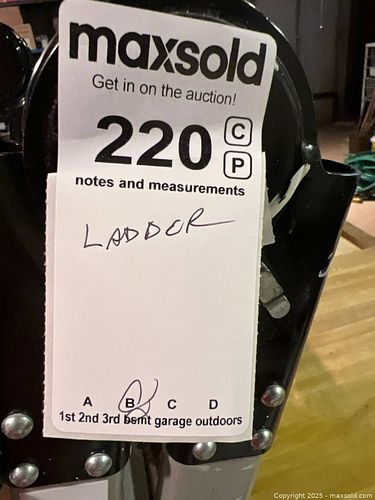 maxsold
Get in on the auction!
220 C
P
notes and measurements
LADDER
A B C D
1st 2nd 3rd bsmt garage outdoors
Copyright 2025 - maxsold.com